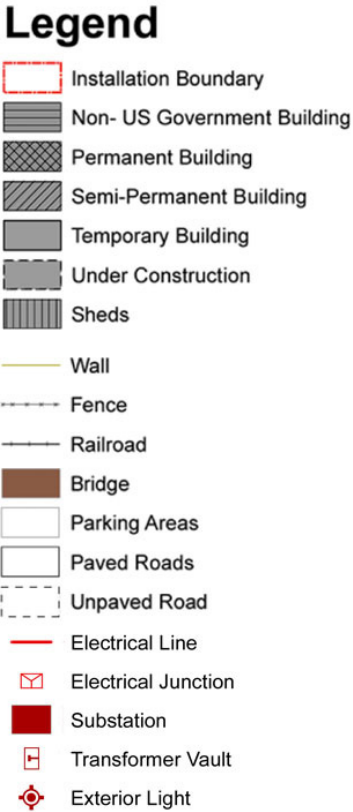 Legend
Installation Boundary
Non- US Government Building
Permanent Building
Semi-Permanent Building
Temporary Building
Under Construction
Sheds
Wall
Fence
Railroad
Bridge
Parking Areas
Paved Roads
Unpaved Road
Electrical Line
Electrical Junction
Substation
Transformer Vault
Exterior Light